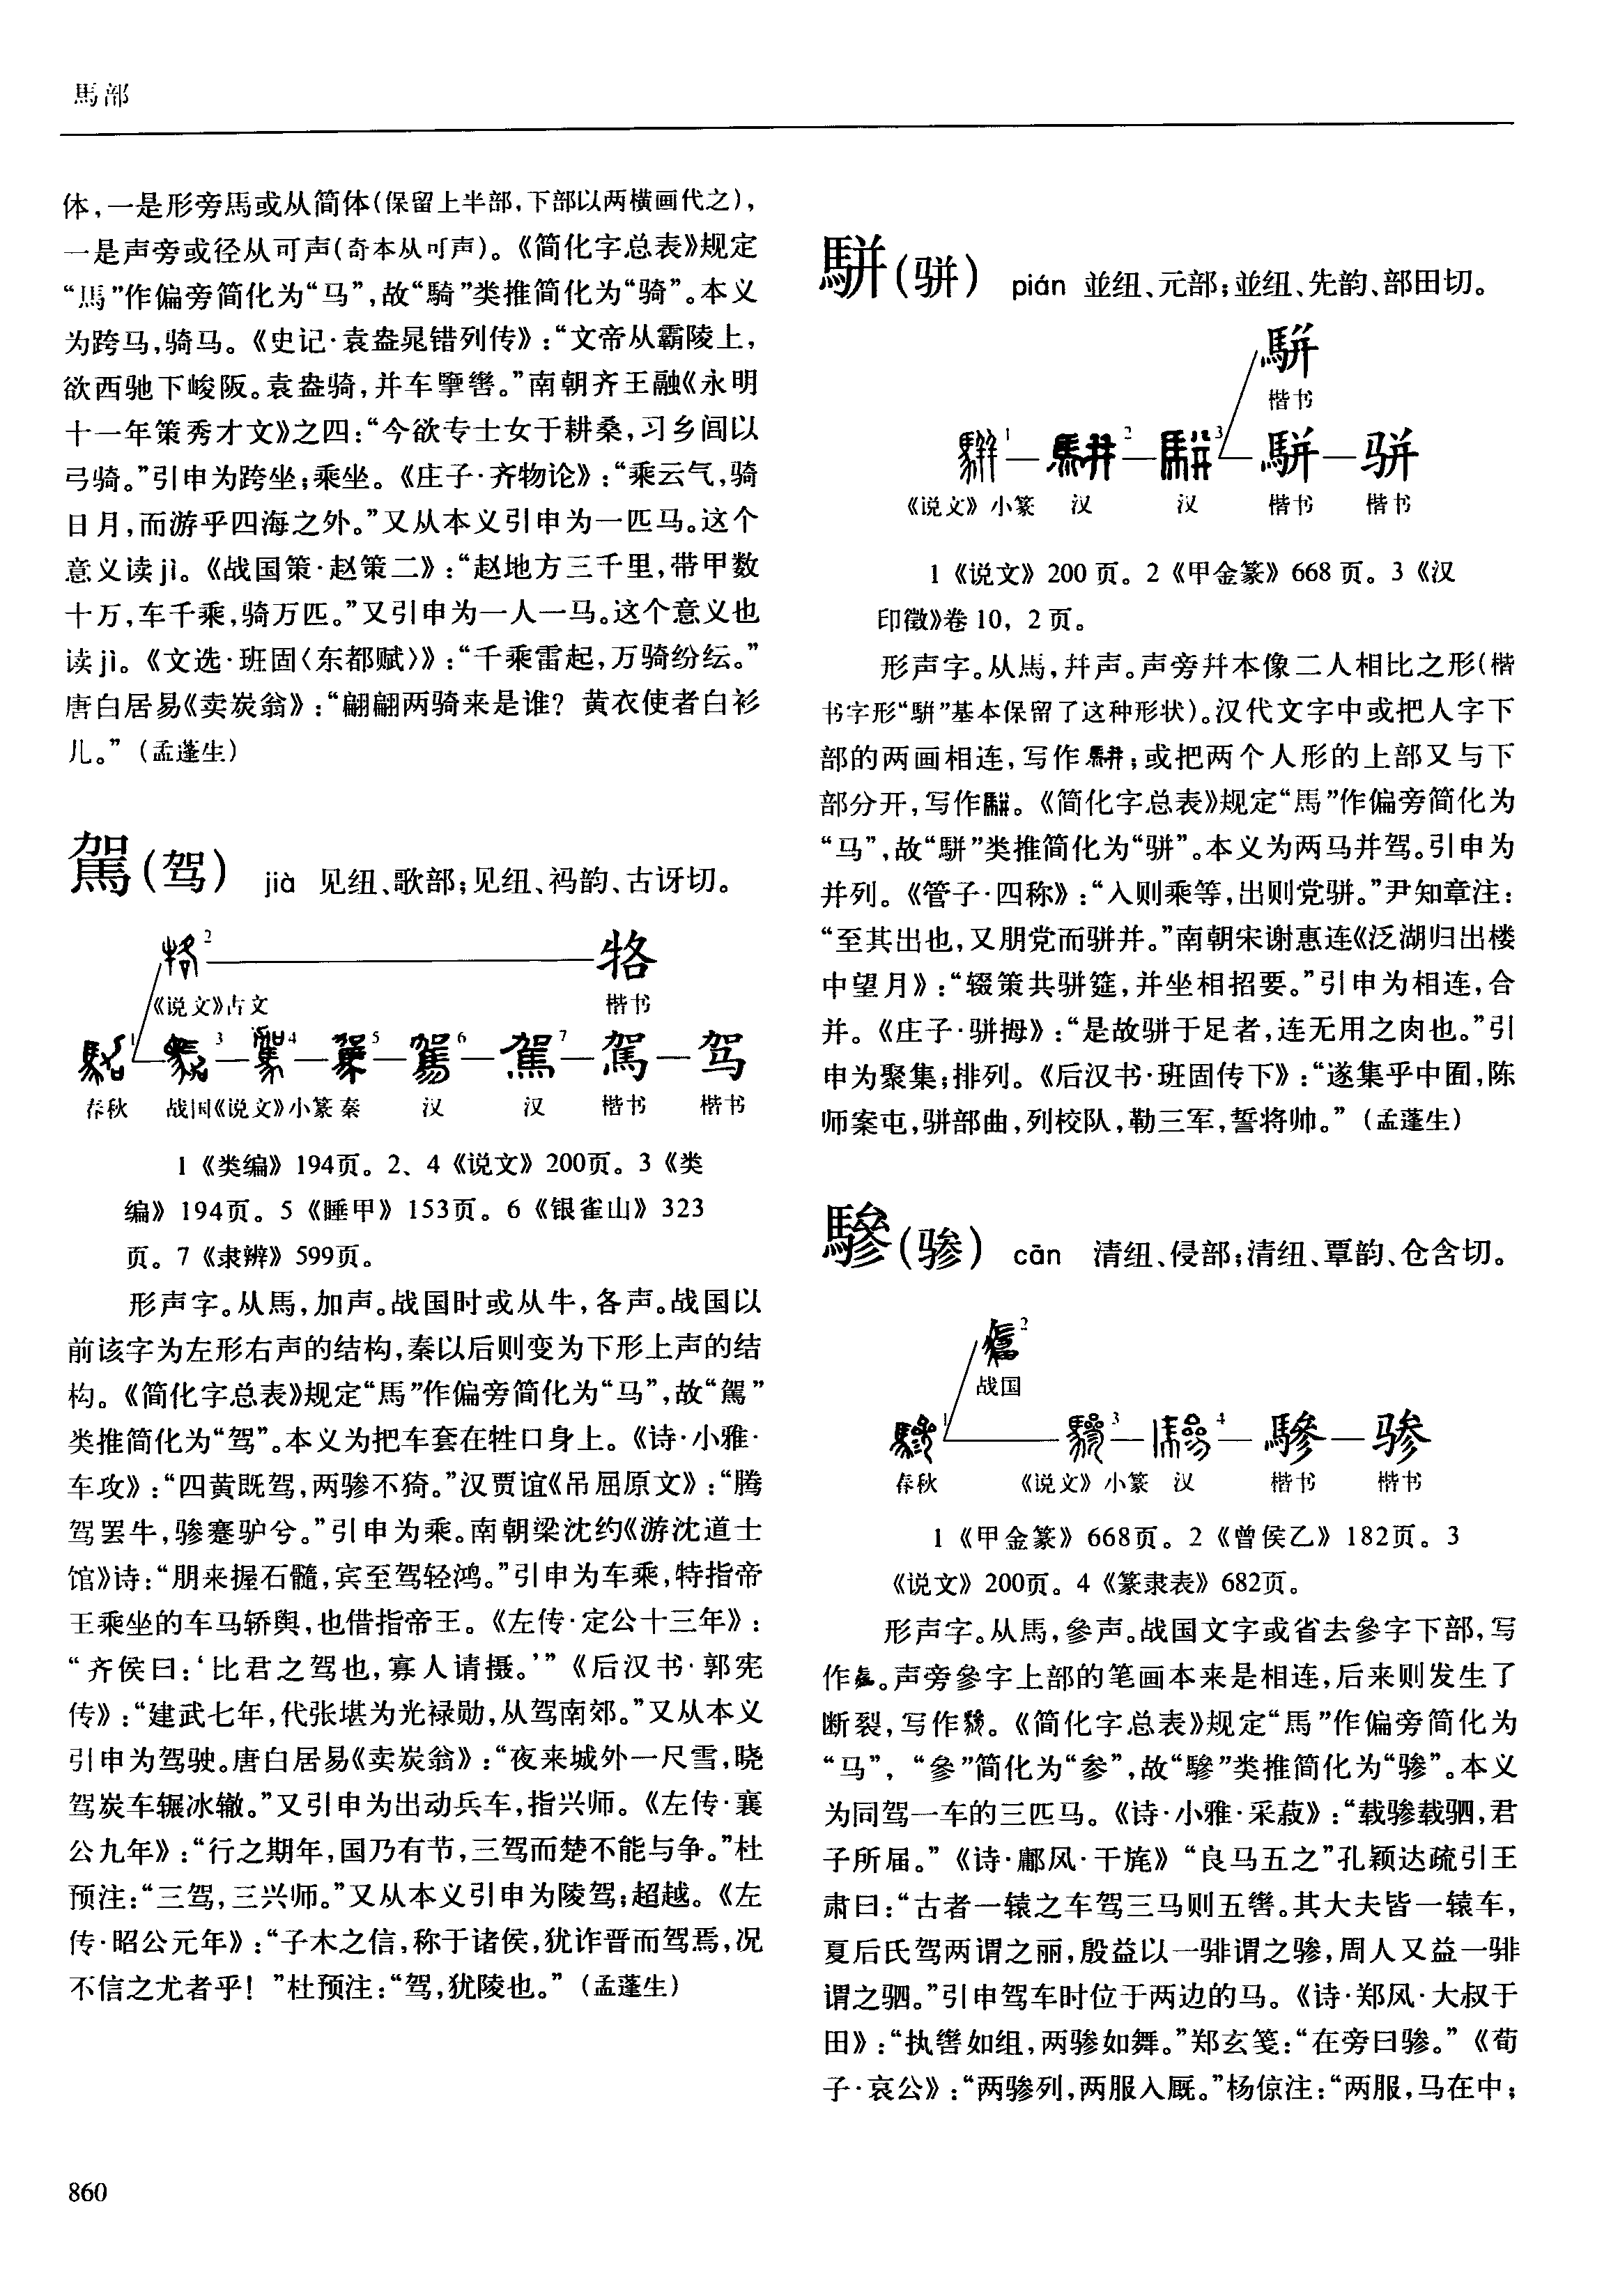 馬部
体,一是形旁馬或从简体(保留上半部,下部以两横画代之),
一是声旁或径从可声(奇本从可声)。《简化字总表》规定
“馬”作偏旁简化为“马”,故“騎”类推简化为“骑”。本义
为跨马,骑马。《史记·袁盎晁错列传》:“文帝从霸陵上,
欲西驰下峻阪。袁盎骑,并车擥辔。”南朝齐王融《永明
十一年策秀才文》之四:“今欲专士女于耕桑,习乡闾以
弓骑。”引申为跨坐;乘坐。《庄子·齐物论》:“乘云气,骑
日月,而游乎四海之外。”又从本义引申为一匹马。这个
意义读jì。《战国策·赵策二》:“赵地方三千里,带甲数
十万,车千乘,骑万匹。”又引申为一人一马。这个意义也
读jì。《文选·班固〈东都赋〉》:“千乘雷起,万骑纷纭。”
唐白居易《卖炭翁》:“翩翩两骑来是谁？黄衣使者白衫
儿。”(孟蓬生)
駕(驾) jià 见纽、歌部;见纽、祃韵、古讶切。
2 㸵
《说文》古文 楷书
1 3 4 5 6 7 駕 驾
春秋 战国 《说文》小篆 秦 汉 汉 楷书 楷书
1《类编》194页。2、4《说文》200页。3《类
编》194页。5《睡甲》153页。6《银雀山》323
页。7《隶辨》599页。
形声字。从馬,加声。战国时或从牛,各声。战国以
前该字为左形右声的结构,秦以后则变为下形上声的结
构。《简化字总表》规定“馬”作偏旁简化为“马”,故“駕”
类推简化为“驾”。本义为把车套在牲口身上。《诗·小雅·
车攻》:“四黄既驾,两骖不猗。”汉贾谊《吊屈原文》:“腾
驾罢牛,骖蹇驴兮。”引申为乘。南朝梁沈约《游沈道士
馆》诗:“朋来握石髓,宾至驾轻鸿。”引申为车乘,特指帝
王乘坐的车马轿舆,也借指帝王。《左传·定公十三年》:
“齐侯曰:‘比君之驾也,寡人请摄。’”《后汉书·郭宪
传》:“建武七年,代张堪为光禄勋,从驾南郊。”又从本义
引申为驾驶。唐白居易《卖炭翁》:“夜来城外一尺雪,晓
驾炭车辗冰辙。”又引申为出动兵车,指兴师。《左传·襄
公九年》:“行之期年,国乃有节,三驾而楚不能与争。”杜
预注:“三驾,三兴师。”又从本义引申为陵驾;超越。《左
传·昭公元年》:“子木之信,称于诸侯,犹诈晋而驾焉,况
不信之尤者乎！”杜预注:“驾,犹陵也。”(孟蓬生)
駢(骈) pián 並纽、元部;並纽、先韵、部田切。
騈
楷书
1 2 3 駢 骈
《说文》小篆 汉 汉 楷书 楷书
1《说文》200页。2《甲金篆》668页。3《汉
印徵》卷10，2页。
形声字。从馬,幷声。声旁幷本像二人相比之形(楷
书字形“騈”基本保留了这种形状)。汉代文字中或把人字下
部的两画相连,写作;或把两个人形的上部又与下
部分开,写作。《简化字总表》规定“馬”作偏旁简化为
“马”,故“駢”类推简化为“骈”。本义为两马并驾。引申为
并列。《管子·四称》:“入则乘等,出则党骈。”尹知章注:
“至其出也,又朋党而骈并。”南朝宋谢惠连《泛湖归出楼
中望月》:“辍策共骈筵,并坐相招要。”引申为相连,合
并。《庄子·骈拇》:“是故骈于足者,连无用之肉也。”引
申为聚集;排列。《后汉书·班固传下》:“遂集乎中囿,陈
师案屯,骈部曲,列校队,勒三军,誓将帅。”(孟蓬生)
驂(骖) cān 清纽、侵部;清纽、覃韵、仓含切。
2
战国
1 3 4 驂 骖
春秋 《说文》小篆 汉 楷书 楷书
1《甲金篆》668页。2《曾侯乙》182页。3
《说文》200页。4《篆隶表》682页。
形声字。从馬,參声。战国文字或省去參字下部,写
作。声旁參字上部的笔画本来是相连,后来则发生了
断裂,写作。《简化字总表》规定“馬”作偏旁简化为
“马”，“參”简化为“参”,故“驂”类推简化为“骖”。本义
为同驾一车的三匹马。《诗·小雅·采菽》:“载骖载驷,君
子所届。”《诗·鄘风·干旄》“良马五之”孔颖达疏引王
肃曰:“古者一辕之车驾三马则五辔。其大夫皆一辕车,
夏后氏驾两谓之丽,殷益以一騑谓之骖,周人又益一騑
谓之驷。”引申驾车时位于两边的马。《诗·郑风·大叔于
田》:“执辔如组,两骖如舞。”郑玄笺:“在旁曰骖。”《荀
子·哀公》:“两骖列,两服入厩。”杨倞注:“两服,马在中;
860